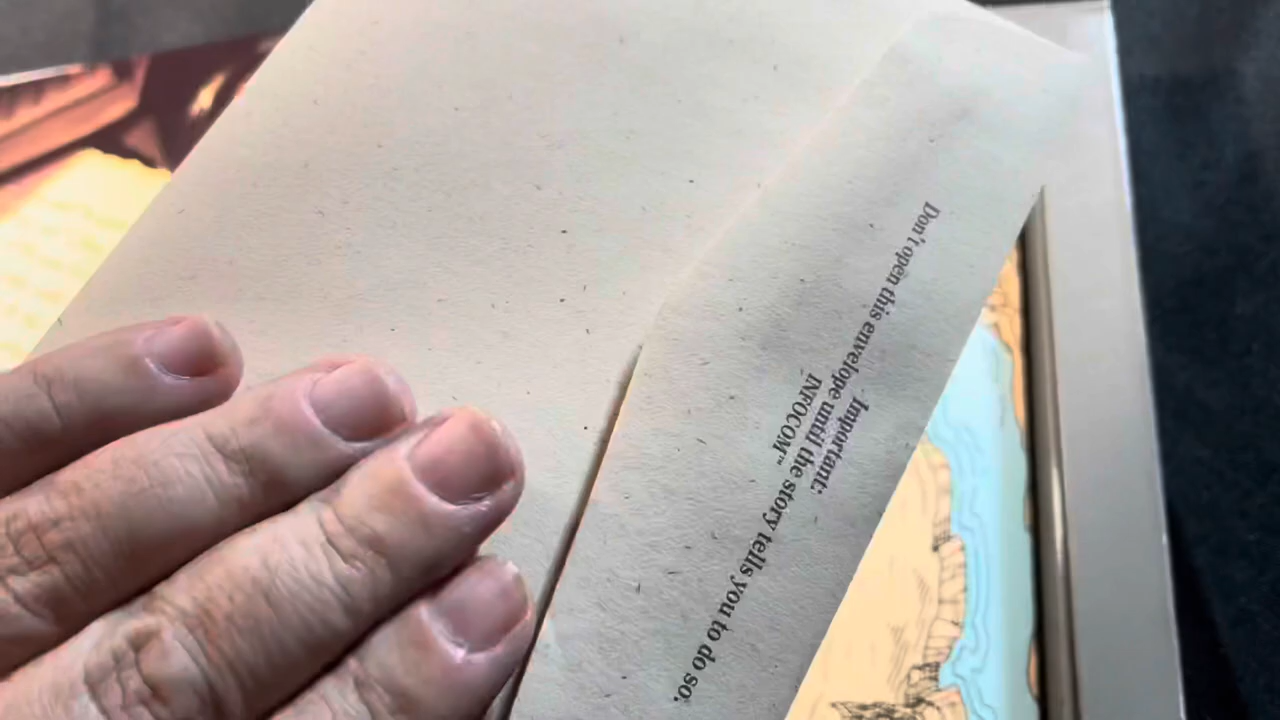 Important:
Don't open this envelope until the story tells you to do so.
INFOCOM™